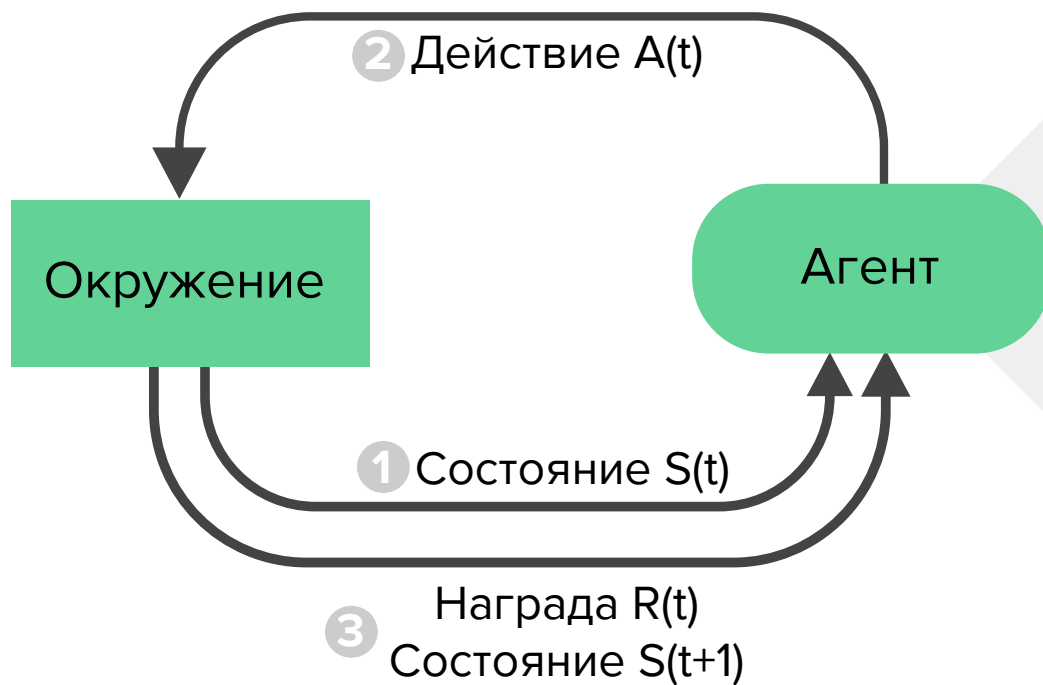 2 Действие A(t)
Окружение
Агент
1 Состояние S(t)
3 Награда R(t)
Состояние S(t+1)